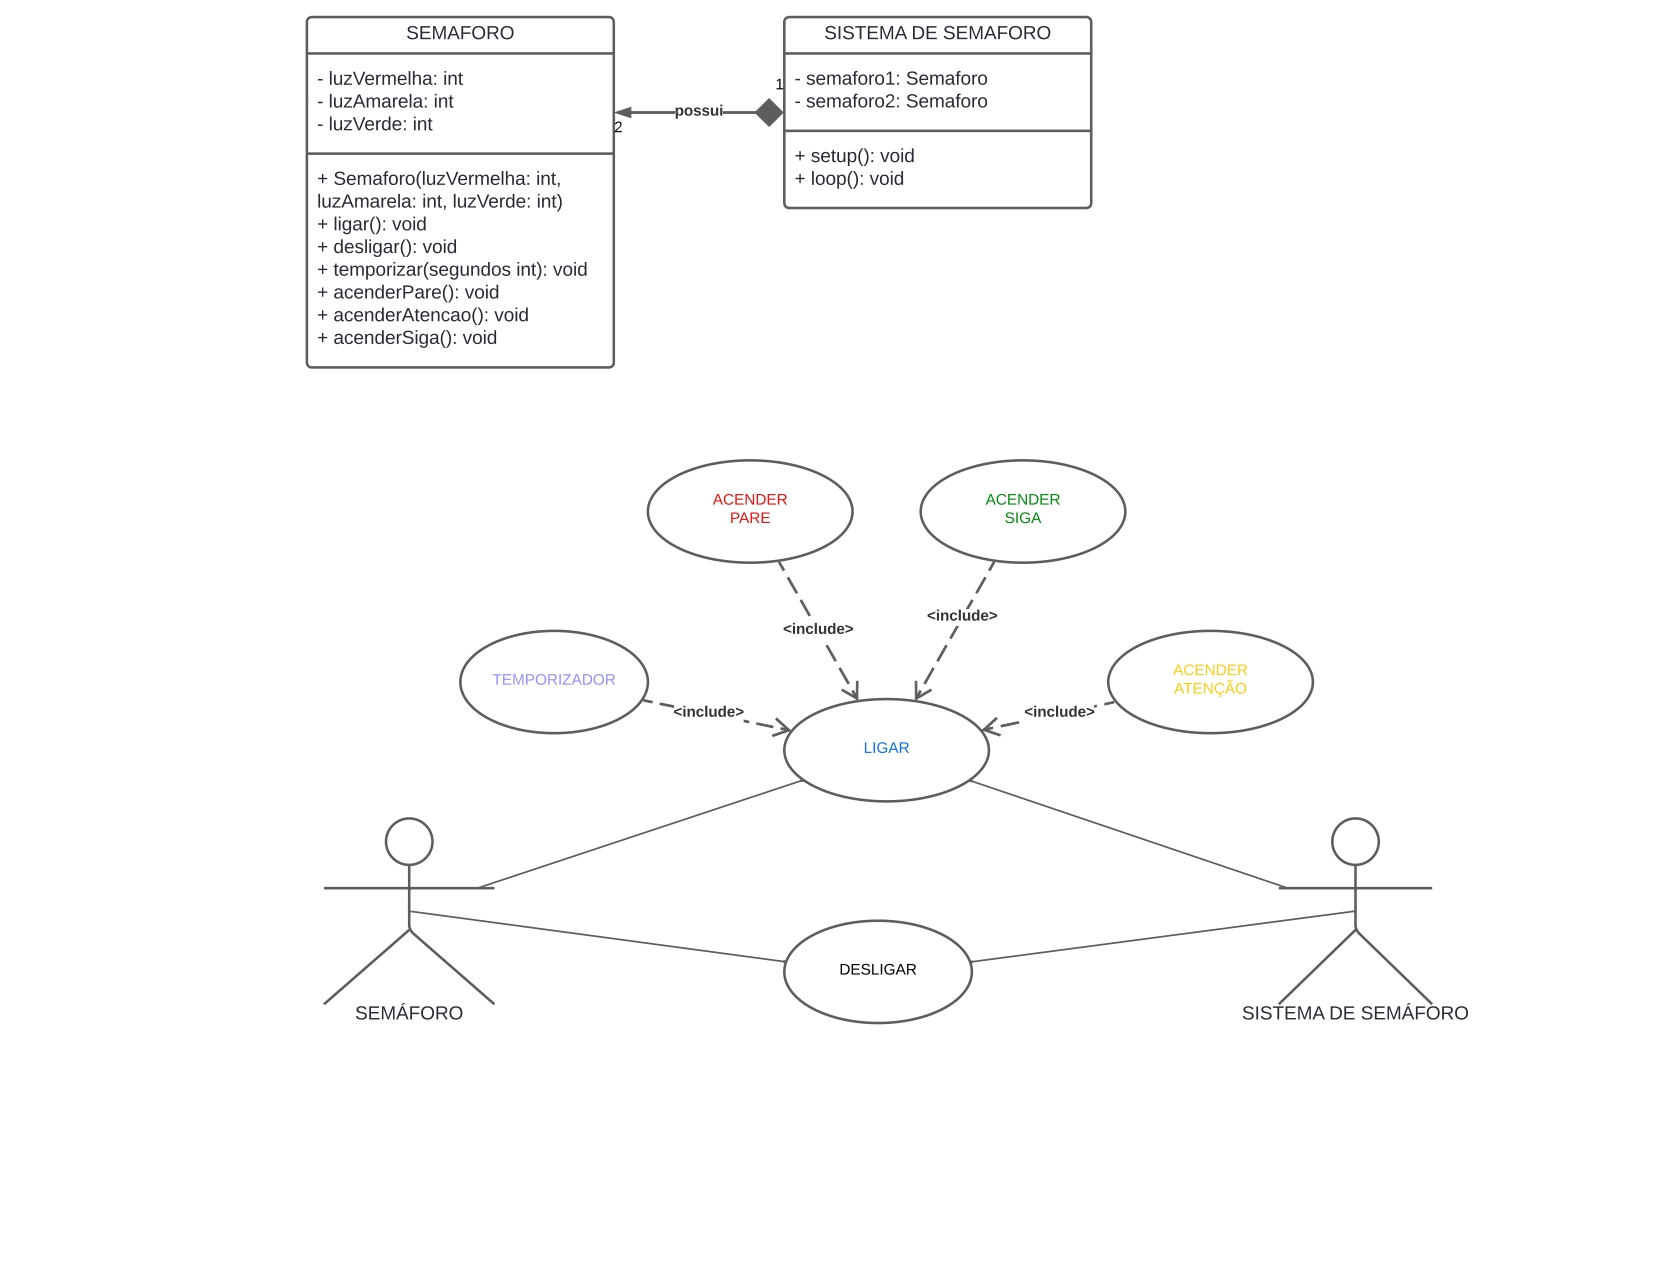 SEMAFORO
- luzVermelha: int
- luzAmarela: int
- luzVerde: int
+ Semaforo(luzVermelha: int,
luzAmarela: int, luzVerde: int)
+ ligar(): void
+ desligar(): void
+ temporizar(segundos int): void
+ acenderPare(): void
+ acenderAtencao(): void
+ acenderSiga(): void
2
possui
1
SISTEMA DE SEMAFORO
- semaforo1: Semaforo
- semaforo2: Semaforo
+ setup(): void
+ loop(): void
ACENDER
PARE
ACENDER
SIGA
<include>
<include>
TEMPORIZADOR
ACENDER
ATENÇÃO
<include>
<include>
LIGAR
DESLIGAR
SEMÁFORO
SISTEMA DE SEMÁFORO